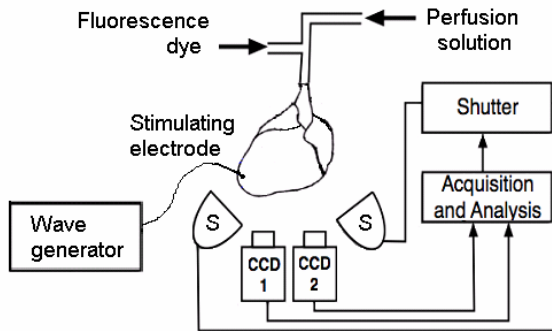 Fluorescence
dye
Perfusion
solution
Stimulating
electrode
Shutter
Acquisition
and Analysis
Wave
generator
S
S
CCD
1
CCD
2